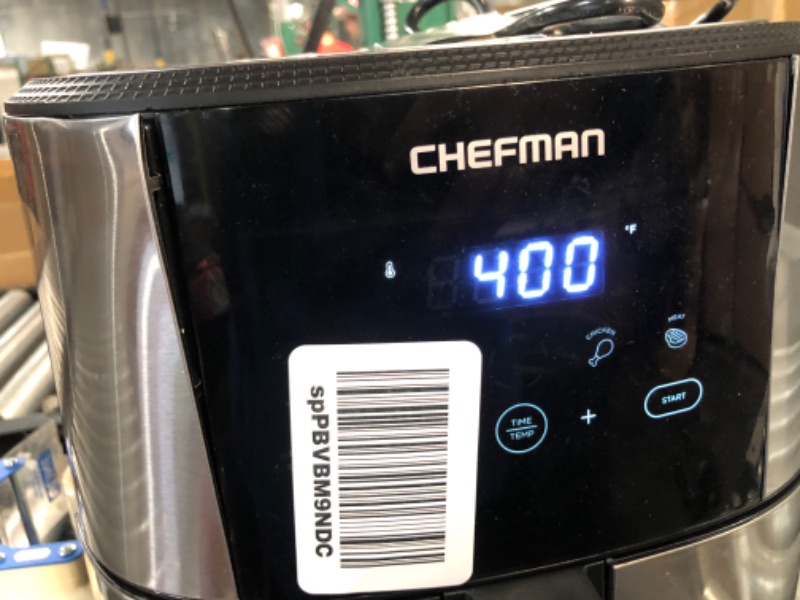 CHEFMAN
400 °F
CHICKEN
MEAT
TIME
TEMP
+
START
spPBVBM9NDC